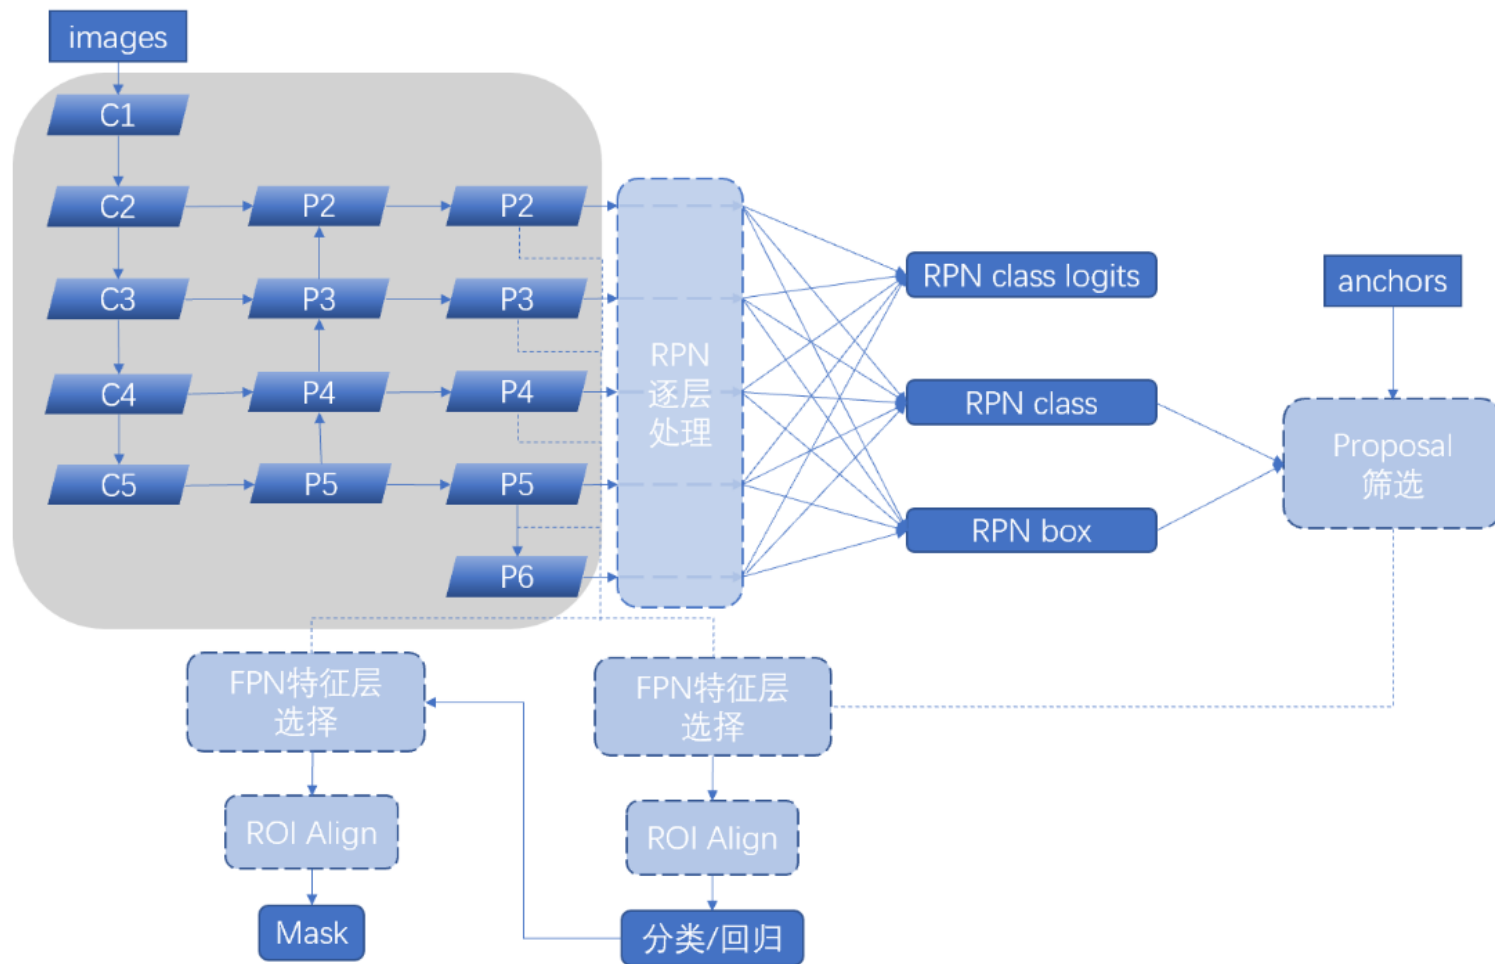 images
C1
C2
P2
P2
C3
P3
P3
C4
P4
P4
C5
P5
P5
P6
RPN
逐层
处理
RPN class logits
RPN class
RPN box
anchors
Proposal
筛选
FPN特征层
选择
ROI Align
Mask
FPN特征层
选择
ROI Align
分类/回归